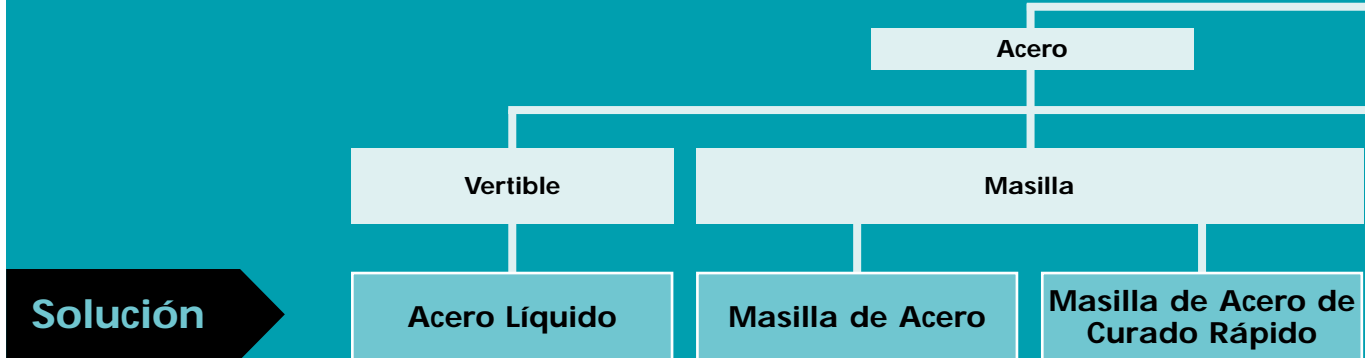 Acero
Vertible
Masilla
Solución
Acero Líquido
Masilla de Acero
Masilla de Acero de
Curado Rápido